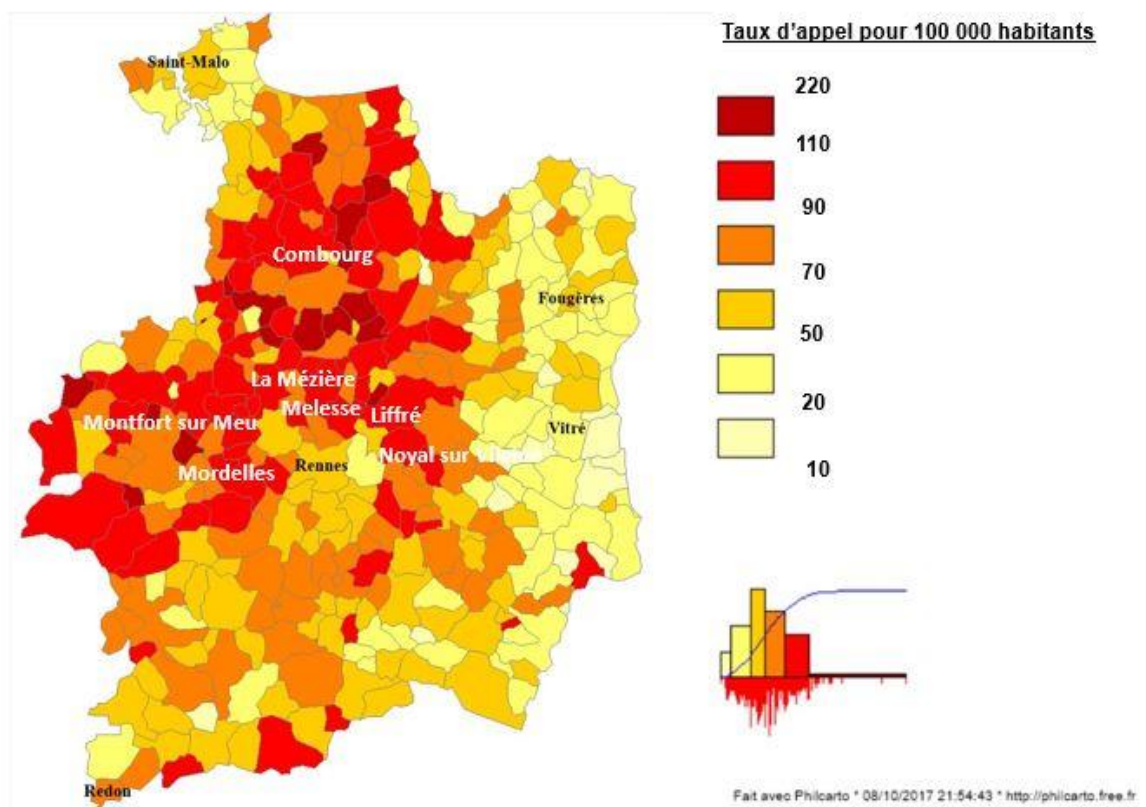 Taux d’appel pour 100 000 habitants
220
110
90
70
50
20
10
Saint-Malo
Combourg
Fougères
La Mézière
Melesse
Liffré
Montfort sur Meu
Vitré
Noyal sur Vilaine
Rennes
Mordelles
Redon
Fait avec Philcarto * 08/10/2017 21:54:43 * http://philcarto.free.fr